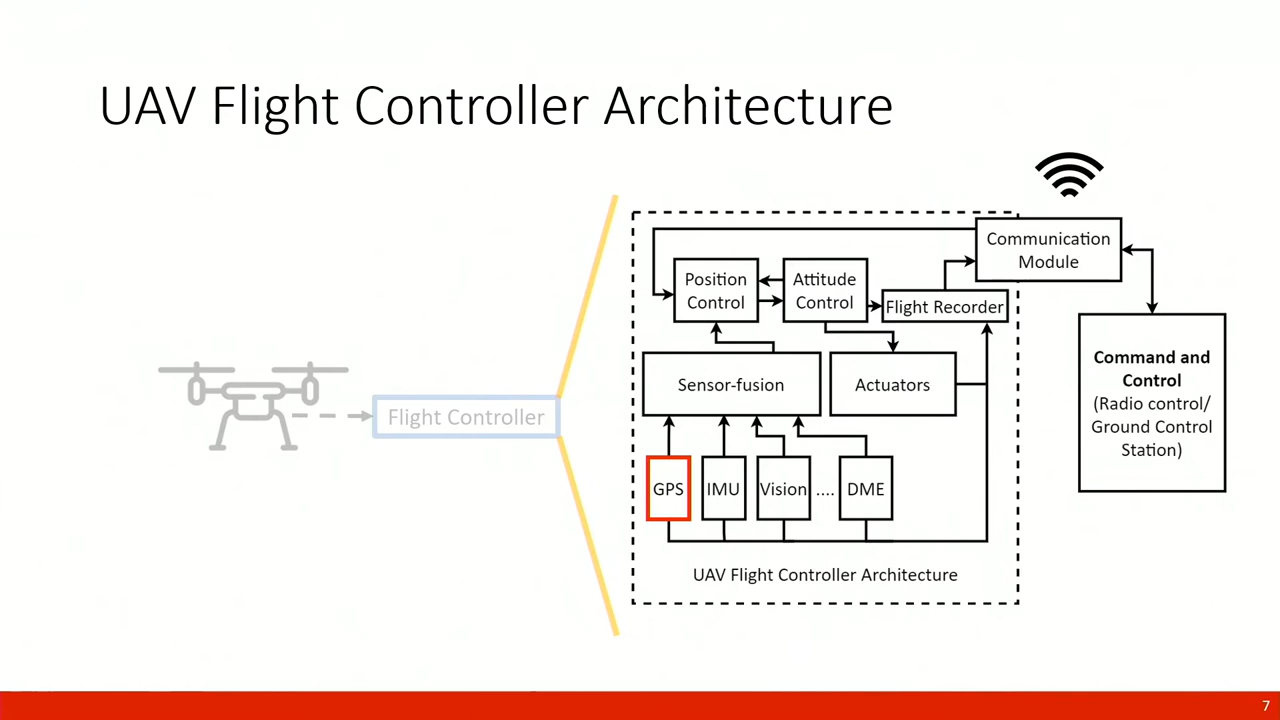 UAV Flight Controller Architecture
Flight Controller
Communication
Module
Position
Control
Attitude
Control
Flight Recorder
Sensor-fusion
Actuators
Command and
Control
(Radio control/
Ground Control
Station)
GPS
IMU
Vision
....
DME
UAV Flight Controller Architecture
7